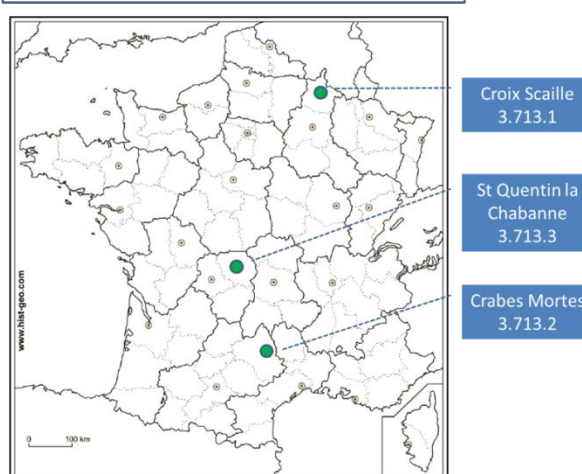 Croix Scaille
3.713.1
St Quentin la
Chabanne
3.713.3
Crabes Mortes
3.713.2
www.hist-geo.com
0 100 km